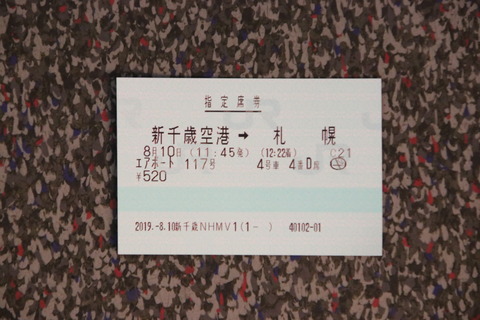 指定席券
新千歳空港 ➡ 札 幌
8月10日 (11:45発) (12:22着) C21
エアポート 117号 4号車 4番D席
¥520
2019.-8.10新千歳NHMV1(1- ) 40102-01